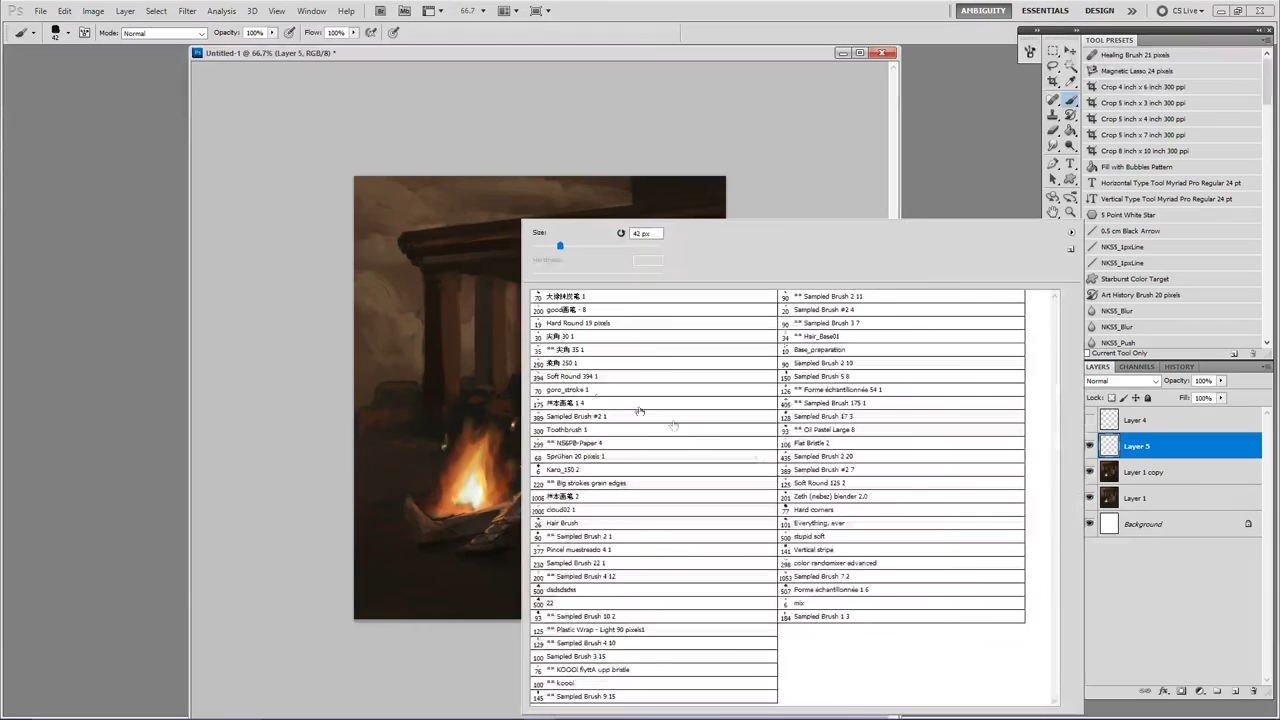 Ps File Edit Image Layer Select Filter Analysis 3D View Window Help Br Mb 66.7 AMBIGUITY ESSENTIALS DESIGN CS Live
42 Mode: Normal Opacity: 100% Flow: 100%
Untitled-1 @ 66.7% (Layer 5, RGB/8) *
Size: 42 px
Hardness:
70 大擦抹炭笔 1
200 good画笔 - 8
19 Hard Round 19 pixels
30 尖角 30 1
35 ** 尖角 35 1
250 柔角 250 1
394 Soft Round 394 1
70 goro_stroke 1
175 样本画笔 1 4
389 Sampled Brush #2 1
300 Toothbrush 1
299 ** NS6PB-Paper 4
68 Sprühen 20 pixels 1
6 Karo_150 2
220 ** Big strokes grain edges
样本画笔 2
cloud02 1
26 Hair Brush
90 ** Sampled Brush 2 1
377 Pincel muestreado 4 1
230 Sampled Brush 22 1
200 ** Sampled Brush 4 12
500 dsdsdsdss
500 22
93 ** Sampled Brush 10 2
125 ** Plastic Wrap - Light 90 pixels1
129 ** Sampled Brush 4 10
100 Sampled Brush 3 15
76 ** KOOOl flyttA upp bristle
100 ** koool
145 ** Sampled Brush 9 15
90 ** Sampled Brush 2 11
20 Sampled Brush #2 4
90 ** Sampled Brush 3 7
34 ** Hair_Base01
10 Base_preparation
90 Sampled Brush 2 10
150 Sampled Brush 5 8
126 ** Forme échantillonnée 54 1
405 ** Sampled Brush 175 1
128 Sampled Brush 17 3
93 ** Oil Pastel Large 8
106 Flat Bristle 2
435 Sampled Brush 2 20
389 Sampled Brush #2 7
125 Soft Round 125 2
201 Zeth (nebez) blender 2.0
77 Hard corners
101 Everything, ever
500 stupid soft
141 Vertical stripe
298 color randomixer advanced
1053 Sampled Brush 7 2
507 Forme échantillonnée 1 6
6 mix
184 Sampled Brush 1 3
TOOL PRESETS
Healing Brush 21 pixels
Magnetic Lasso 24 pixels
Crop 4 inch x 6 inch 300 ppi
Crop 5 inch x 3 inch 300 ppi
Crop 5 inch x 4 inch 300 ppi
Crop 5 inch x 7 inch 300 ppi
Crop 8 inch x 10 inch 300 ppi
Fill with Bubbles Pattern
Horizontal Type Tool Myriad Pro Regular 24 pt
Vertical Type Tool Myriad Pro Regular 24 pt
5 Point White Star
0.5 cm Black Arrow
NKS5_1pxLine
NKS5_1pxLine
Starburst Color Target
Art History Brush 20 pixels
NKS5_Blur
NKS5_Blur
NKS5_Push
Current Tool Only
LAYERS CHANNELS HISTORY
Normal Opacity: 100%
Lock: Fill: 100%
Layer 4
Layer 5
Layer 1 copy
Layer 1
Background